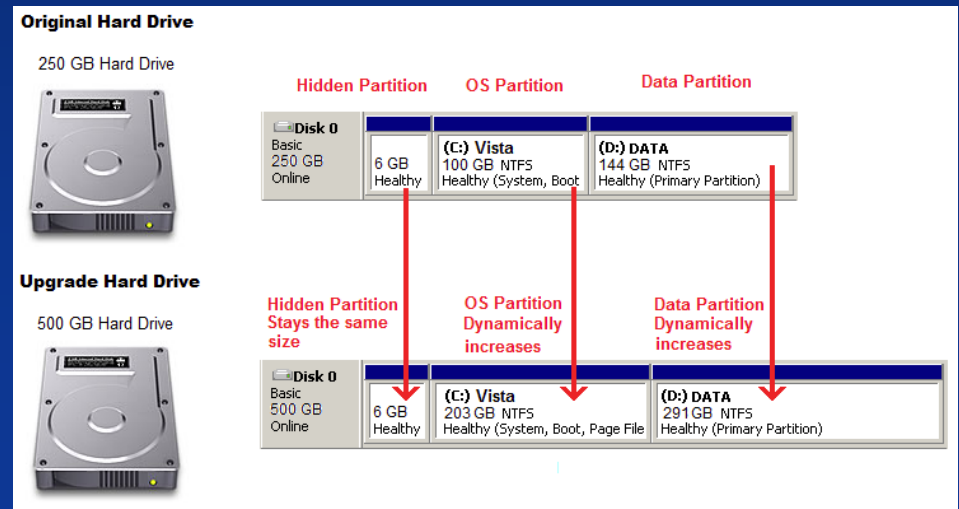 Original Hard Drive
250 GB Hard Drive
Hidden Partition
OS Partition
Data Partition
Disk 0
Basic
250 GB
Online
6 GB
Healthy
(C:) Vista
100 GB NTFS
Healthy (System, Boot
(D:) DATA
144 GB NTFS
Healthy (Primary Partition)
Upgrade Hard Drive
500 GB Hard Drive
Hidden Partition
Stays the same
size
OS Partition
Dynamically
increases
Data Partition
Dynamically
increases
Disk 0
Basic
500 GB
Online
6 GB
Healthy
(C:) Vista
203 GB NTFS
Healthy (System, Boot, Page File
(D:) DATA
291GB NTFS
Healthy (Primary Partition)